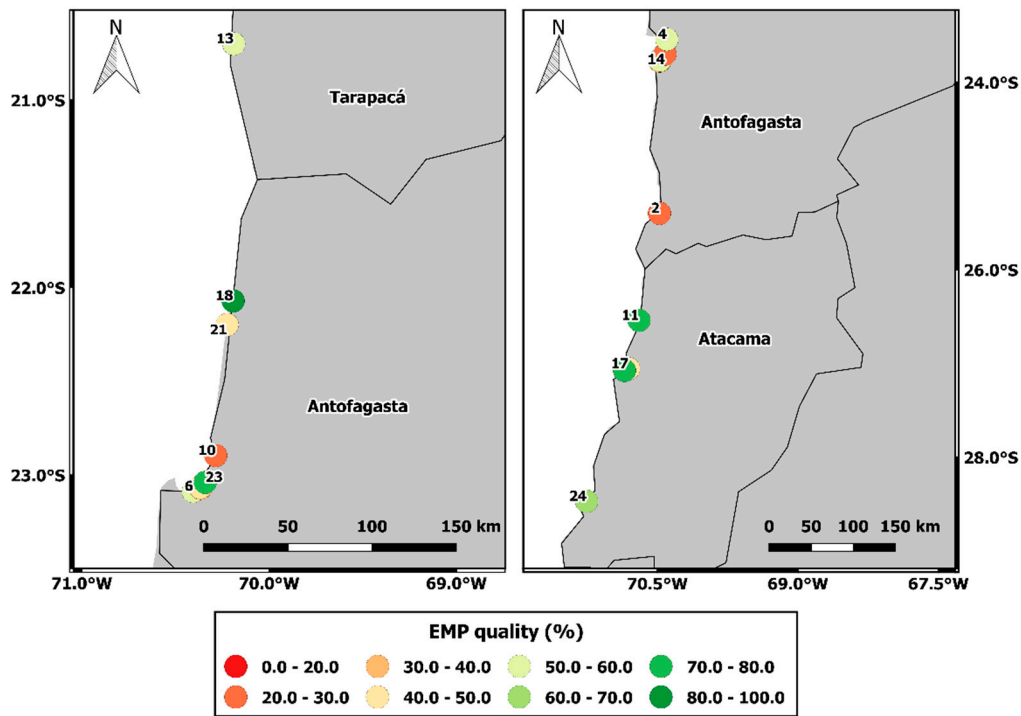 N
13
Tarapacá
21.0°S
18
22.0°S
21
Antofagasta
10
23
6
23.0°S
0 50 100 150 km
71.0°W 70.0°W 69.0°W
N
4
14
24.0°S
Antofagasta
2
26.0°S
11
Atacama
17
28.0°S
24
0 50 100 150 km
70.5°W 69.0°W 67.5°W
EMP quality (%)
0.0 - 20.0 30.0 - 40.0 50.0 - 60.0 70.0 - 80.0
20.0 - 30.0 40.0 - 50.0 60.0 - 70.0 80.0 - 100.0